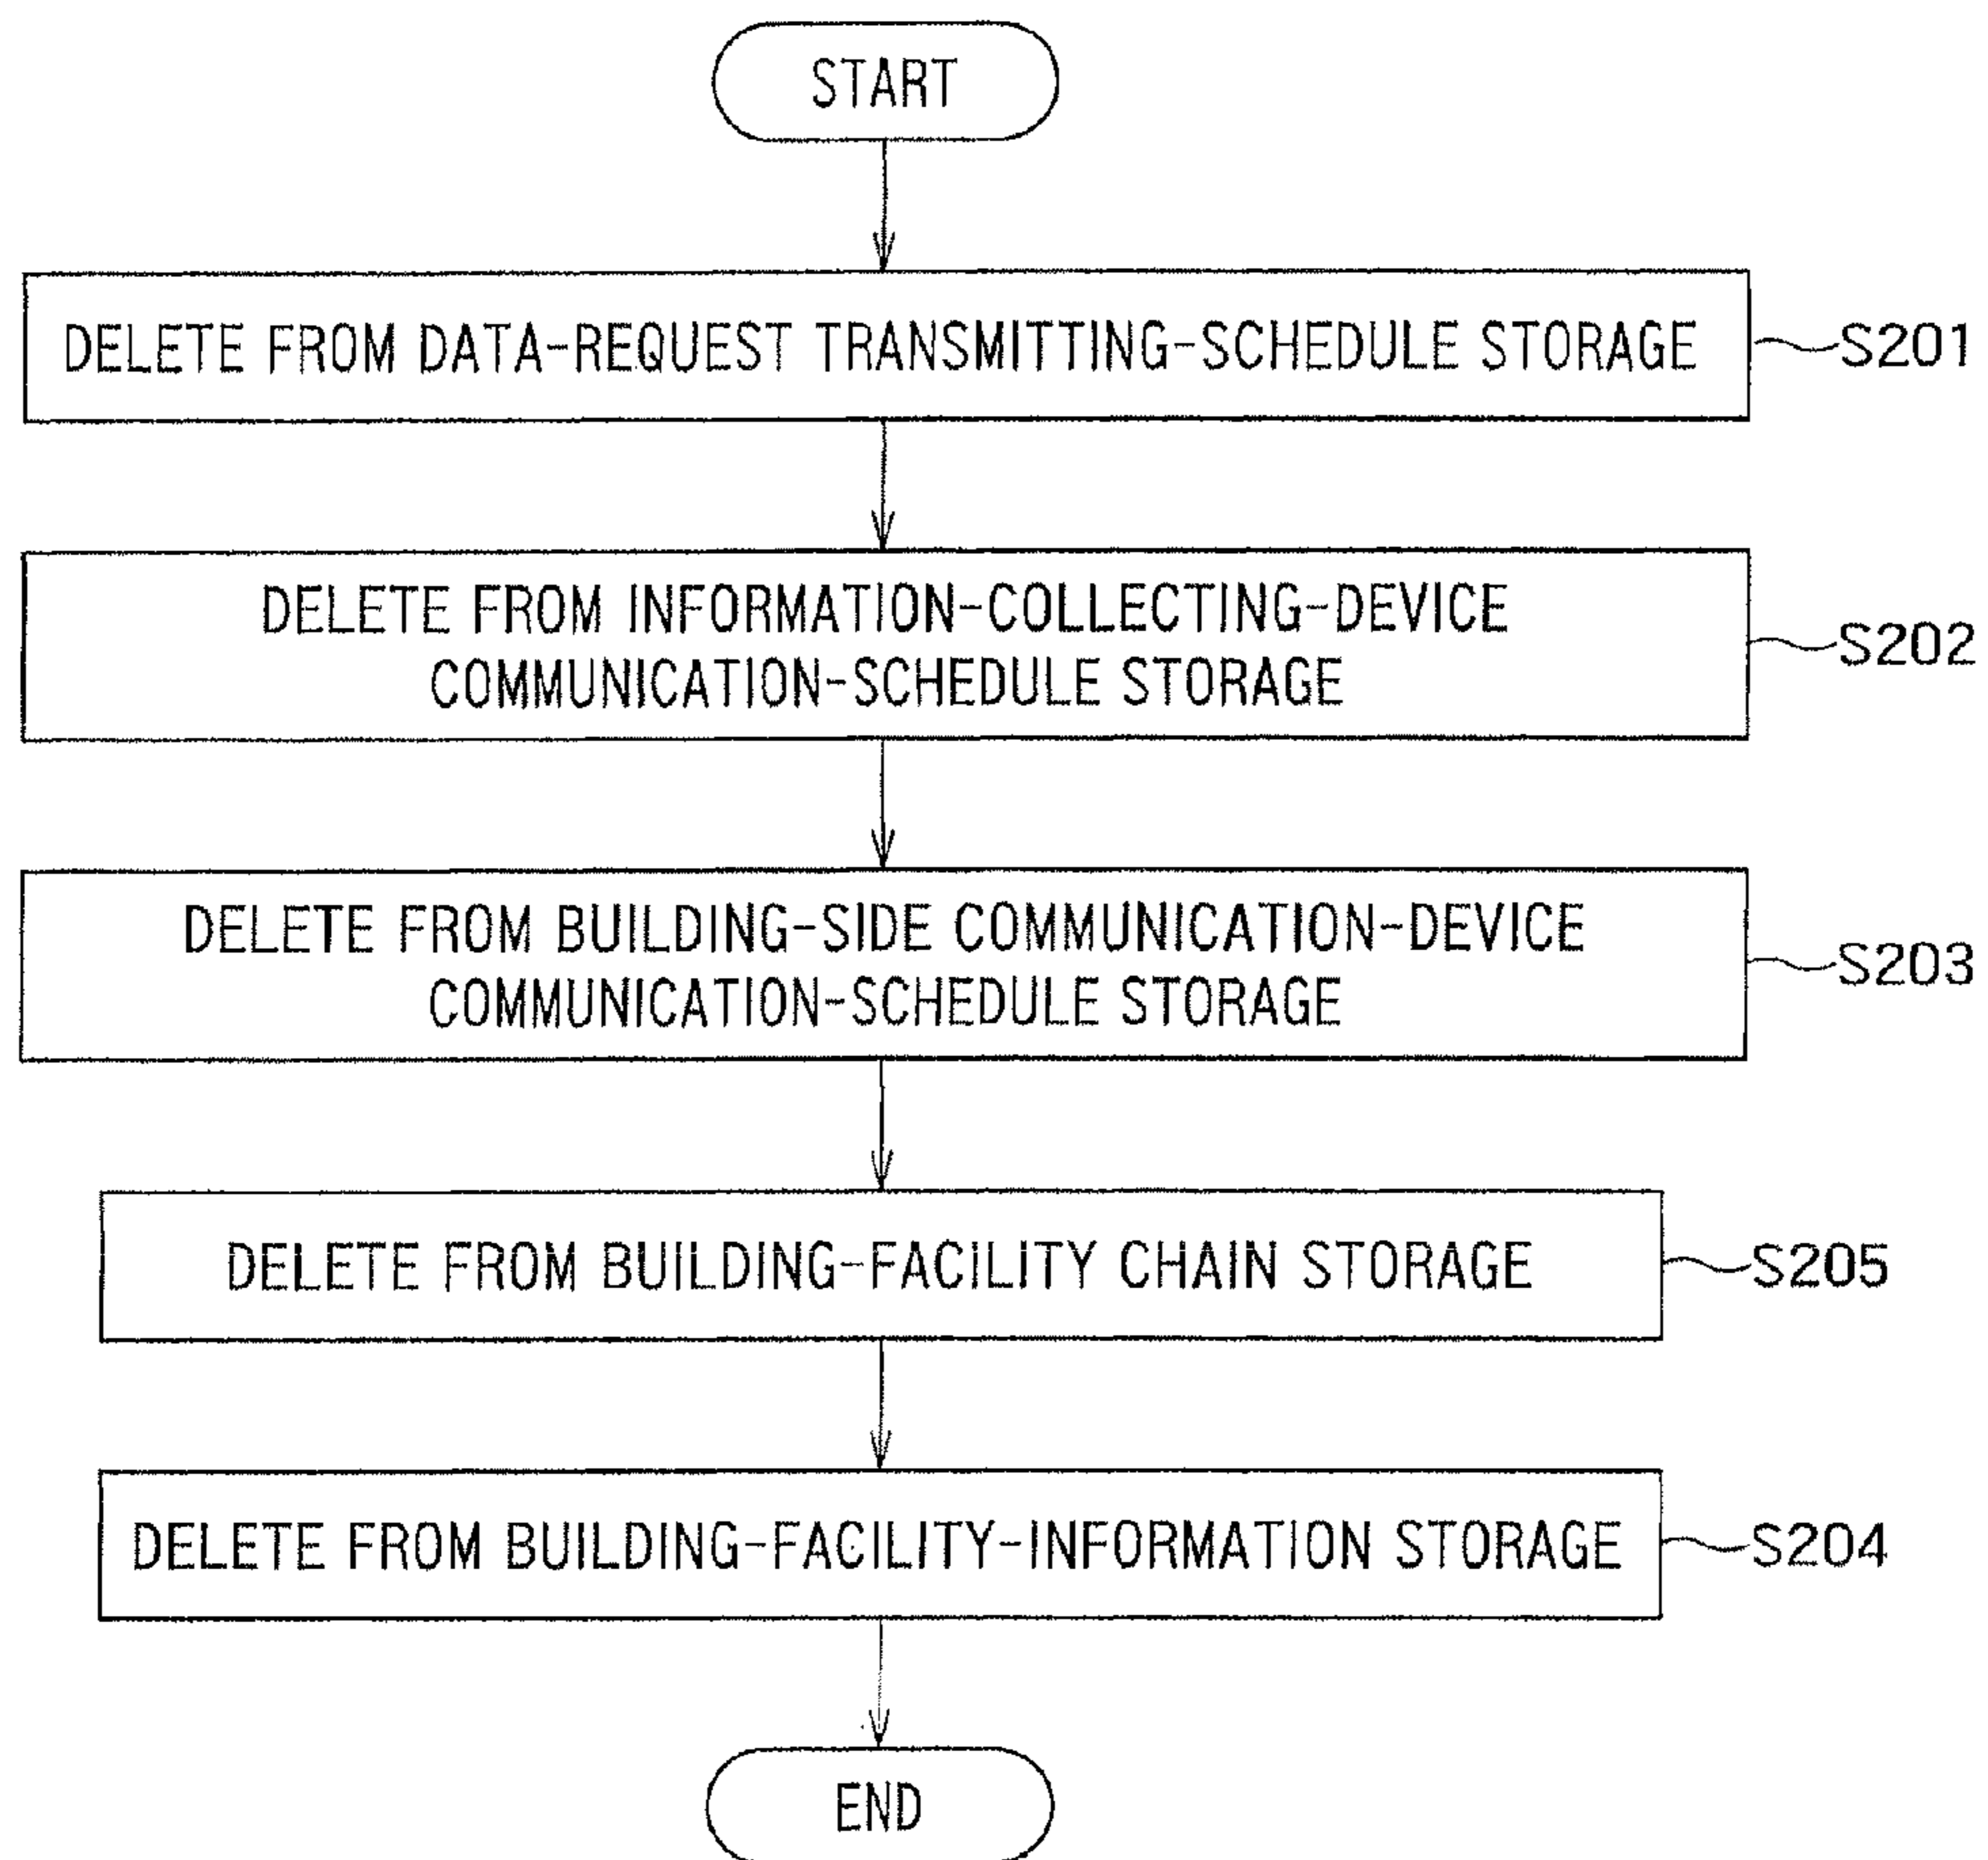 START
DELETE FROM DATA-REQUEST TRANSMITTING-SCHEDULE STORAGE
S201
DELETE FROM INFORMATION-COLLECTING-DEVICE
COMMUNICATION-SCHEDULE STORAGE
S202
DELETE FROM BUILDING-SIDE COMMUNICATION-DEVICE
COMMUNICATION-SCHEDULE STORAGE
S203
DELETE FROM BUILDING-FACILITY CHAIN STORAGE
S205
DELETE FROM BUILDING-FACILITY-INFORMATION STORAGE
S204
END